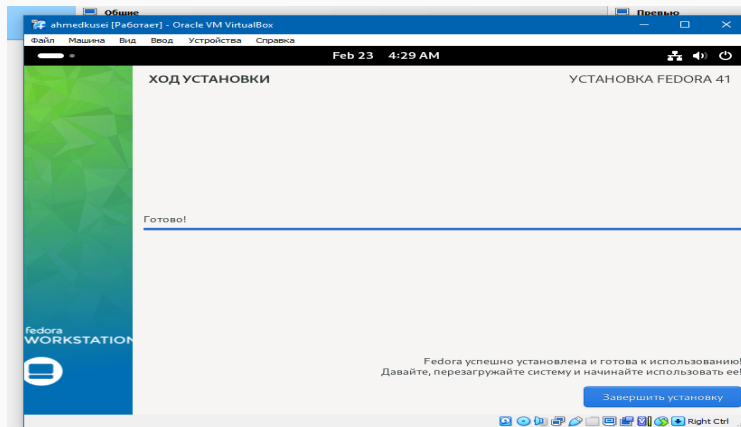 Общие
Превью
ahmedkusei [Работает] - Oracle VM VirtualBox
Файл Машина Вид Ввод Устройства Справка
Feb 23 4:29 AM
ХОД УСТАНОВКИ
УСТАНОВКА FEDORA 41
Готово!
fedora
WORKSTATION
Fedora успешно установлена и готова к использованию!
Давайте, перезагружайте систему и начинайте использовать ее!
Завершить установку
Right Ctrl